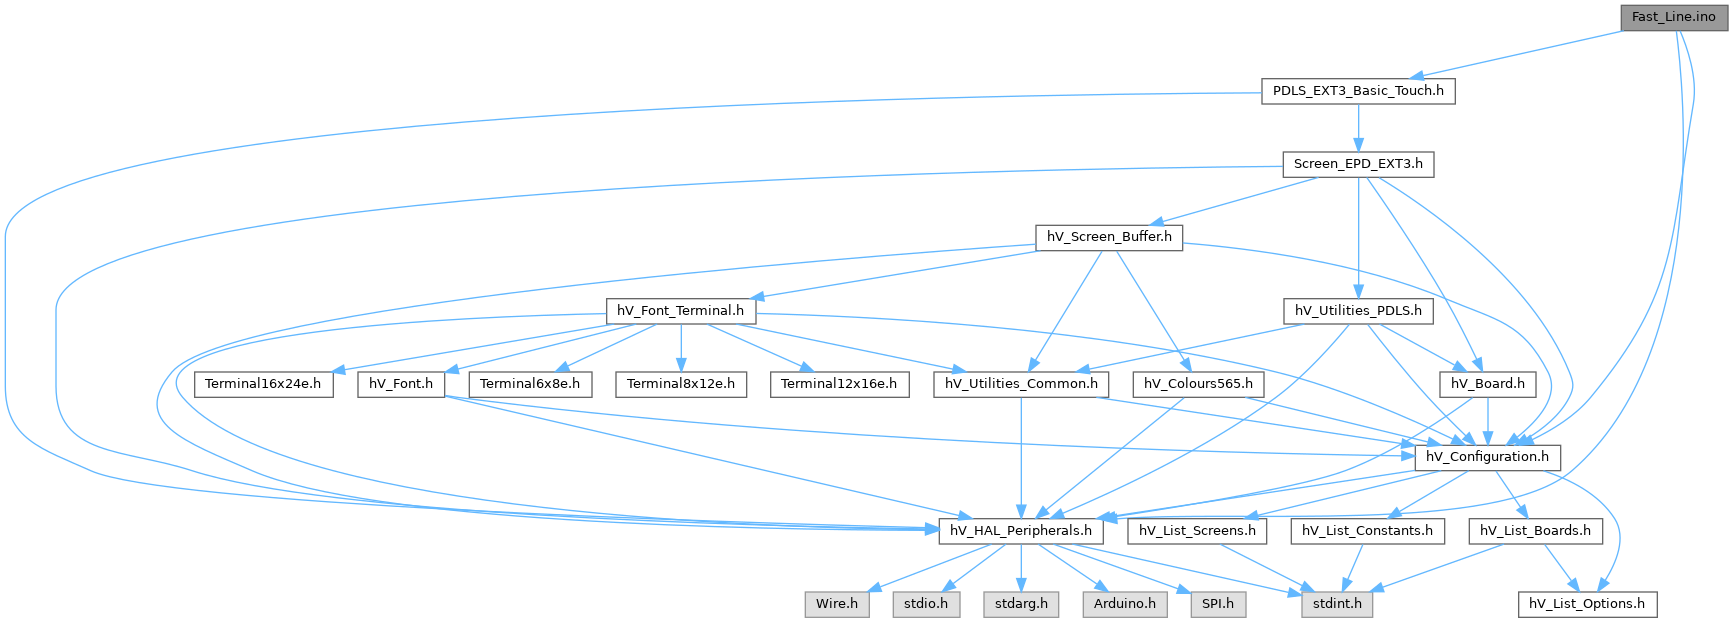 Fast_Line.ino
PDLS_EXT3_Basic_Touch.h
Screen_EPD_EXT3.h
hV_Screen_Buffer.h
hV_Font_Terminal.h
hV_Utilities_PDLS.h
Terminal16x24e.h
hV_Font.h
Terminal6x8e.h
Terminal8x12e.h
Terminal12x16e.h
hV_Utilities_Common.h
hV_Colours565.h
hV_Board.h
hV_Configuration.h
hV_HAL_Peripherals.h
hV_List_Screens.h
hV_List_Constants.h
hV_List_Boards.h
Wire.h
stdio.h
stdarg.h
Arduino.h
SPI.h
stdint.h
hV_List_Options.h